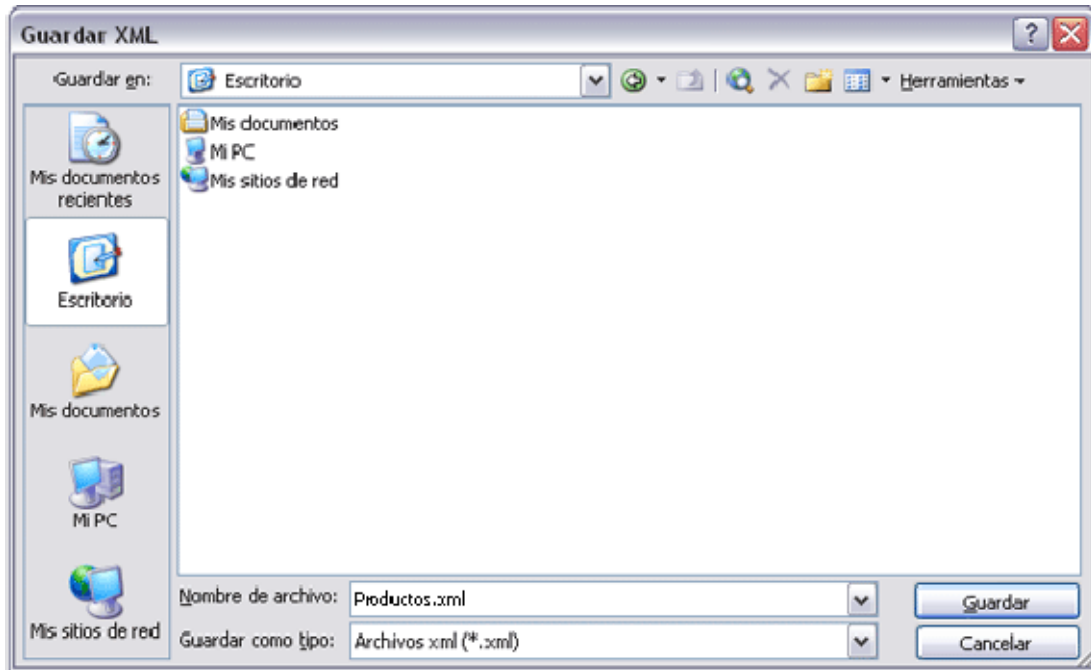 Guardar XML
Guardar en:
Escritorio
Herramientas
Mis documentos recientes
Escritorio
Mis documentos
Mi PC
Mis sitios de red
Mis documentos
Mi PC
Mis sitios de red
Nombre de archivo: Productos.xml
Guardar como tipo: Archivos xml (*.xml)
Guardar
Cancelar